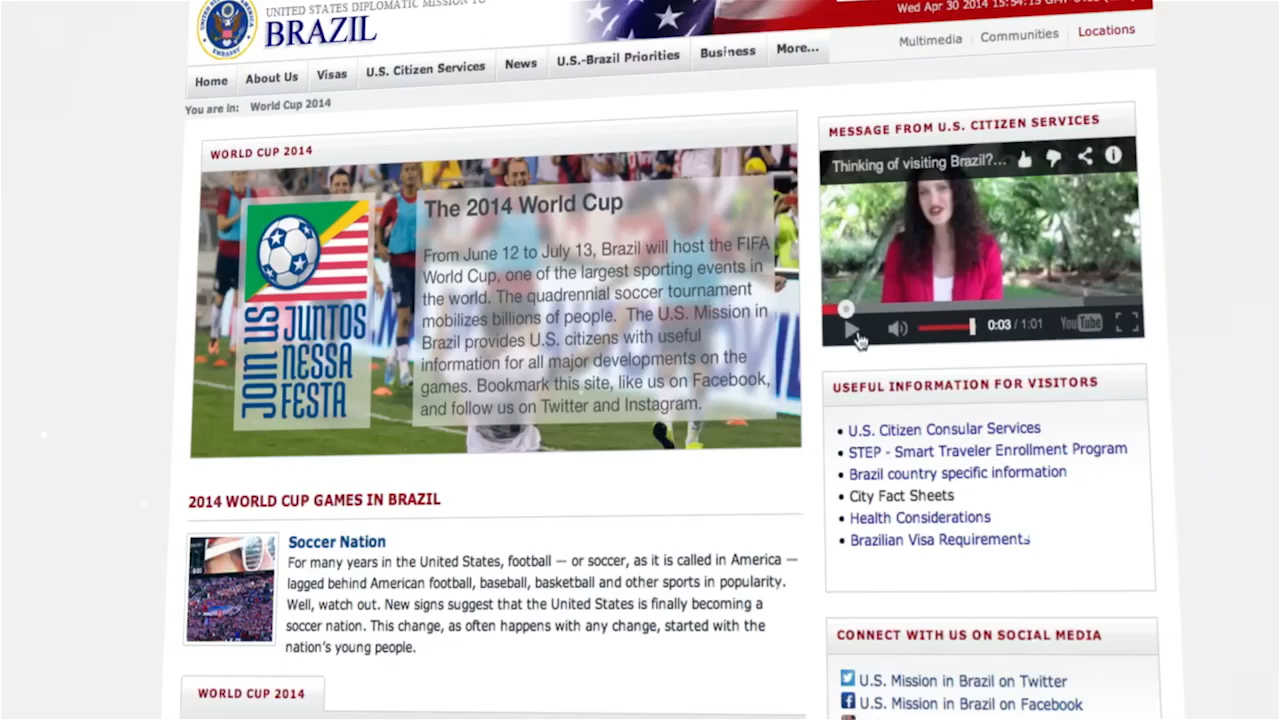 UNITED STATES DIPLOMATIC MISSION TO
BRAZIL
EMBASSY
Wed Apr 30 2014
Multimedia Communities Locations
Home About Us Visas U.S. Citizen Services News U.S.-Brazil Priorities Business More...
You are in: World Cup 2014
WORLD CUP 2014
The 2014 World Cup
From June 12 to July 13, Brazil will host the FIFA
World Cup, one of the largest sporting events in
the world. The quadrennial soccer tournament
mobilizes billions of people. The U.S. Mission in
Brazil provides U.S. citizens with useful
information for all major developments on the
games. Bookmark this site, like us on Facebook,
and follow us on Twitter and Instagram.
JOIN US
JUNTOS
NESSA
FESTA
2014 WORLD CUP GAMES IN BRAZIL
Soccer Nation
For many years in the United States, football — or soccer, as it is called in America —
lagged behind American football, baseball, basketball and other sports in popularity.
Well, watch out. New signs suggest that the United States is finally becoming a
soccer nation. This change, as often happens with any change, started with the
nation's young people.
WORLD CUP 2014
MESSAGE FROM U.S. CITIZEN SERVICES
Thinking of visiting Brazil?...
0:03 / 1:01 YouTube
USEFUL INFORMATION FOR VISITORS
• U.S. Citizen Consular Services
• STEP - Smart Traveler Enrollment Program
• Brazil country specific information
• City Fact Sheets
• Health Considerations
• Brazilian Visa Requirements
CONNECT WITH US ON SOCIAL MEDIA
U.S. Mission in Brazil on Twitter
U.S. Mission in Brazil on Facebook